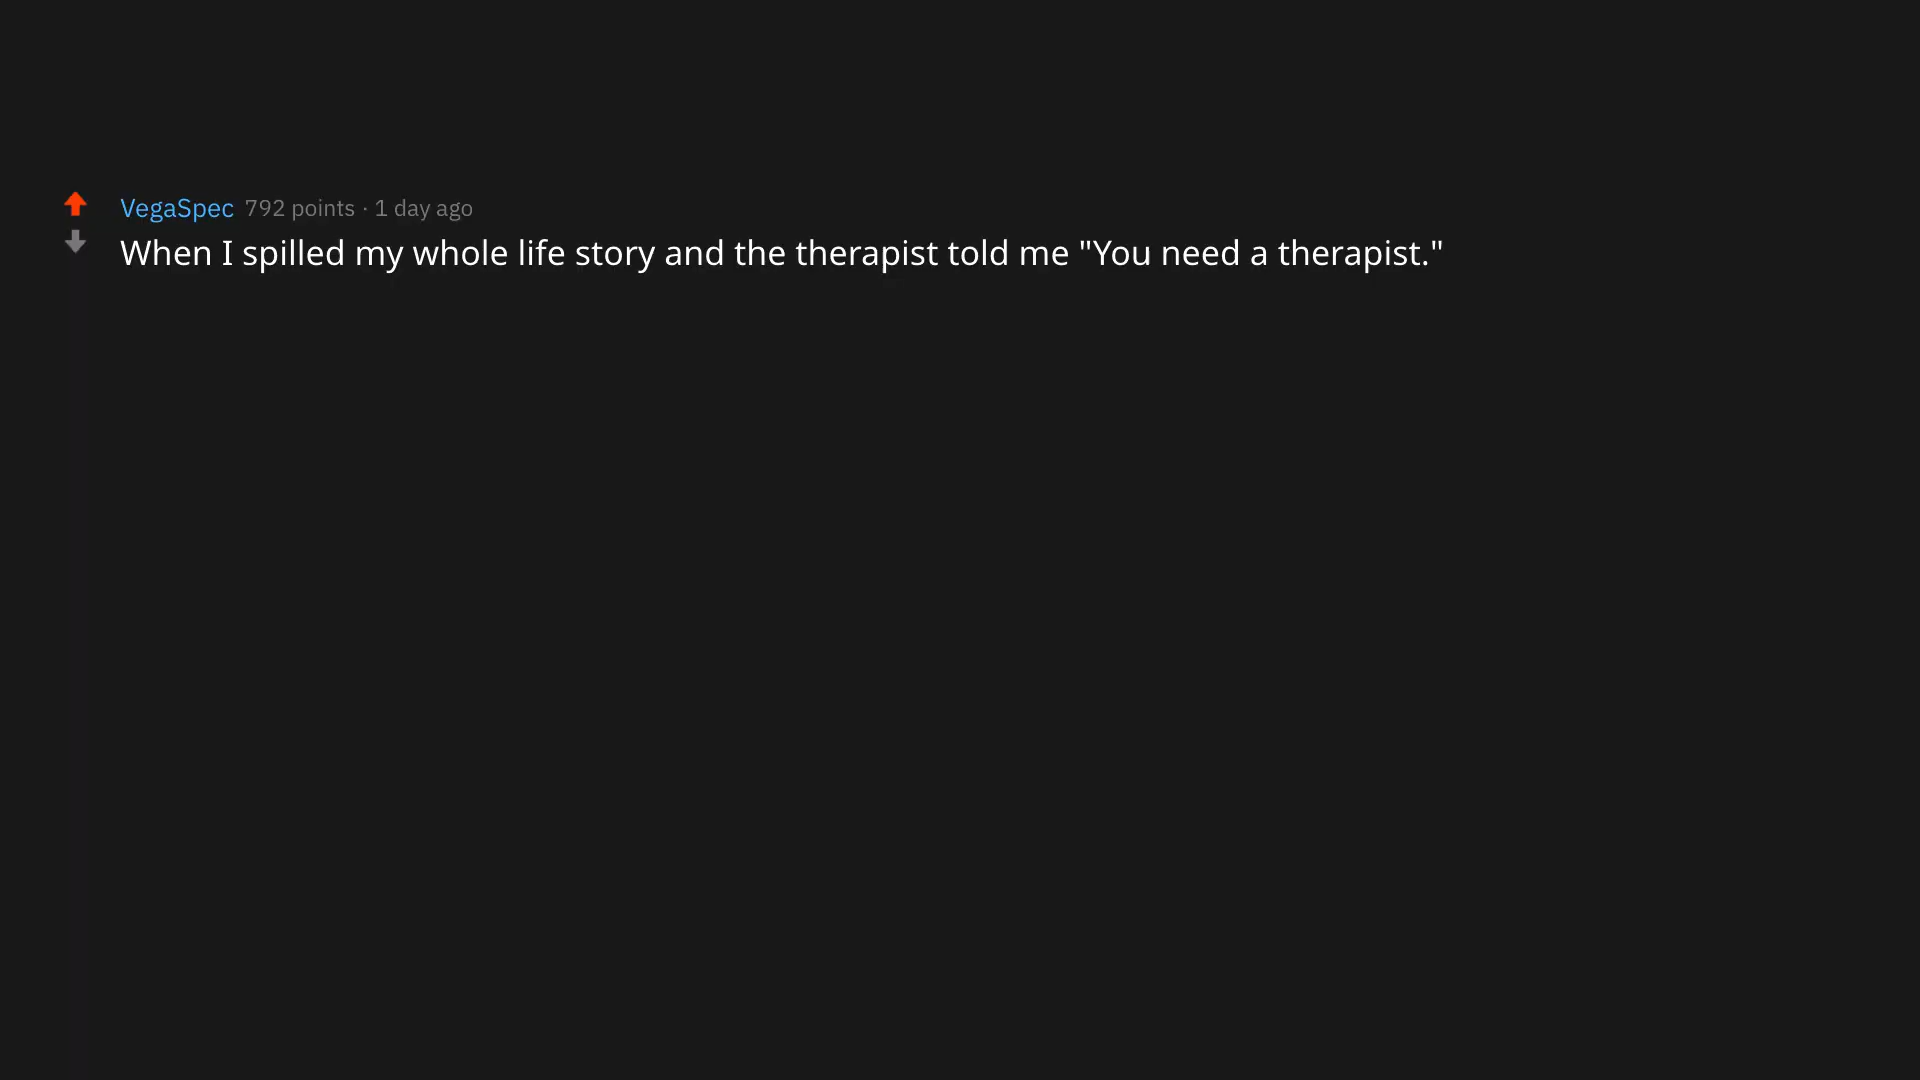 VegaSpec 792 points · 1 day ago
When I spilled my whole life story and the therapist told me "You need a therapist."